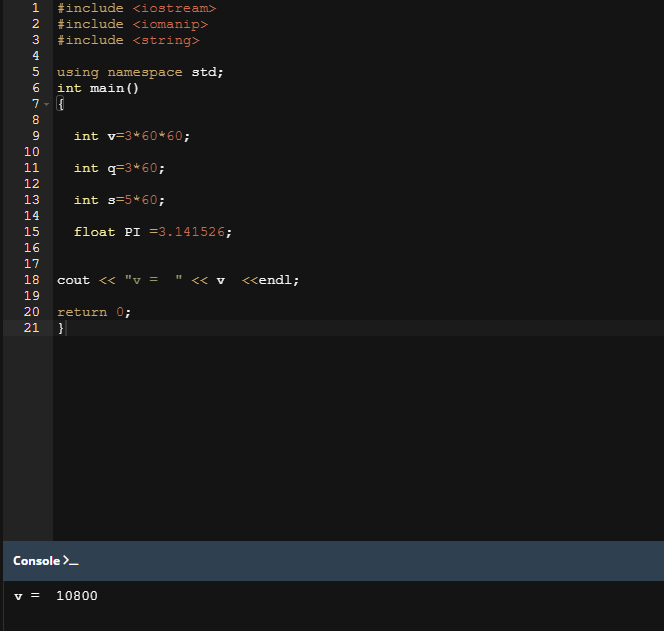 1 #include <iostream>
2 #include <iomanip>
3 #include <string>
4
5 using namespace std;
6 int main()
7 {
8
9 int v=3*60*60;
10
11 int q=3*60;
12
13 int s=5*60;
14
15 float PI =3.141526;
16
17
18 cout << "v =  " << v  <<endl;
19
20 return 0;
21 }
Console >_
v =  10800